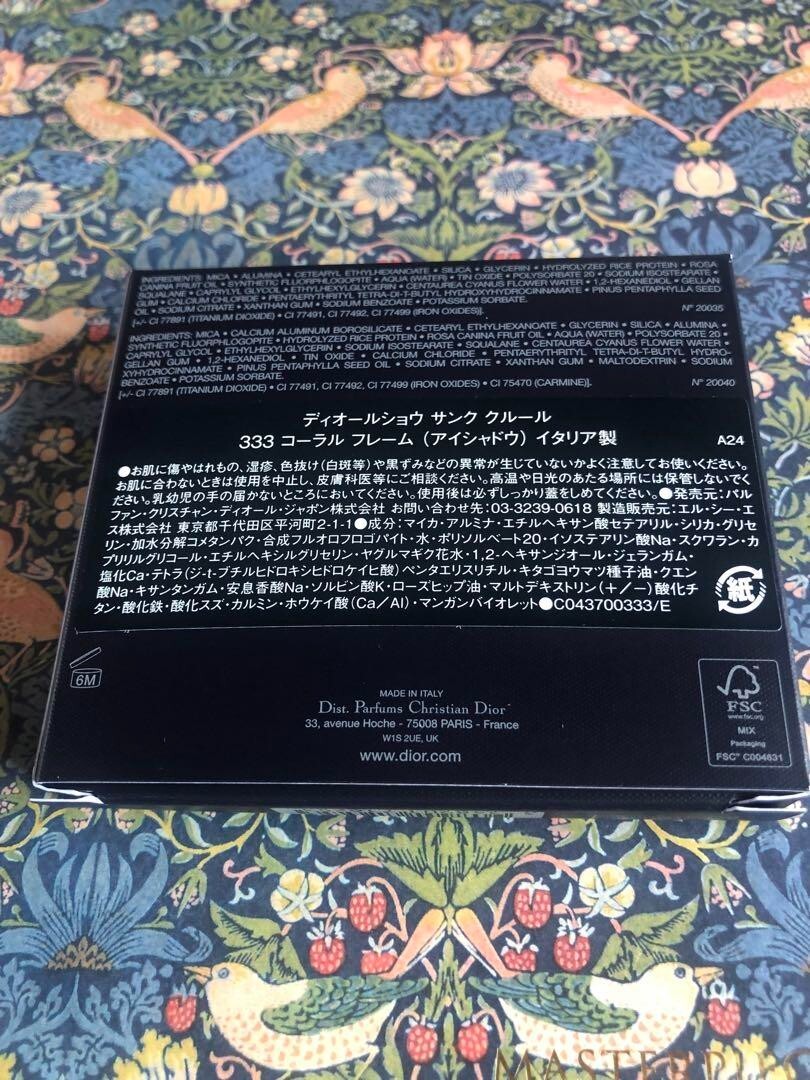 INGREDIENTS: MICA • ALUMINA • CETEARYL ETHYLHEXANOATE • SILICA • GLYCERIN • HYDROLYZED RICE PROTEIN • ROSA
CANINA FRUIT OIL • SYNTHETIC FLUORPHLOGOPITE • AQUA (WATER) • TIN OXIDE • POLYSORBATE 20 • SODIUM ISOSTEARATE •
SQUALANE • CAPRYLYL GLYCOL • ETHYLHEXYLGLYCERIN • CENTAUREA CYANUS FLOWER WATER • 1,2-HEXANEDIOL • GELLAN
GUM • CALCIUM CHLORIDE • PENTAERYTHRITYL TETRA-DI-T-BUTYL HYDROXYHYDROCINNAMATE • PINUS PENTAPHYLLA SEED
OIL • SODIUM CITRATE • XANTHAN GUM • SODIUM BENZOATE • POTASSIUM SORBATE.
[+/- CI 77891 (TITANIUM DIOXIDE) • CI 77491, CI 77492, CI 77499 (IRON OXIDES)]. N° 20035
INGREDIENTS: MICA • CALCIUM ALUMINUM BOROSILICATE • CETEARYL ETHYLHEXANOATE • GLYCERIN • SILICA • ALUMINA •
SYNTHETIC FLUORPHLOGOPITE • HYDROLYZED RICE PROTEIN • ROSA CANINA FRUIT OIL • AQUA (WATER) • POLYSORBATE 20 •
CAPRYLYL GLYCOL • ETHYLHEXYLGLYCERIN • SODIUM ISOSTEARATE • SQUALANE • CENTAUREA CYANUS FLOWER WATER •
GELLAN GUM • 1,2-HEXANEDIOL • TIN OXIDE • CALCIUM CHLORIDE • PENTAERYTHRITYL TETRA-DI-T-BUTYL HYDRO-
XYHYDROCINNAMATE • PINUS PENTAPHYLLA SEED OIL • SODIUM CITRATE • XANTHAN GUM • MALTODEXTRIN • SODIUM
BENZOATE • POTASSIUM SORBATE.
[+/- CI 77891 (TITANIUM DIOXIDE) • CI 77491, CI 77492, CI 77499 (IRON OXIDES) • CI 75470 (CARMINE)]. N° 20040
ディオールショウ サンク クルール
333 コーラル フレーム (アイシャドウ) イタリア製 A24
●お肌に傷やはれもの、湿疹、色抜け(白斑等)や黒ずみなどの異常が生じていないかよく注意してお使いください。
お肌に合わないときは使用を中止し、皮膚科医等にご相談ください。高温や日光のあたる場所には保管しないでく
ださい。乳幼児の手の届かないところにおいてください。使用後は必ずしっかり蓋をしめてください。●発売元:パル
ファン・クリスチャン・ディオール・ジャポン株式会社 お問い合わせ先:03-3239-0618 製造販売元:エル・シー・エ
ス株式会社 東京都千代田区平河町2-1-1●成分:マイカ・アルミナ・エチルヘキサン酸セテアリル・シリカ・グリセ
リン・加水分解コメタンパク・合成フルオロフロゴパイト・水・ポリソルベート20・イソステアリン酸Na・スクワラン・カ
プリリルグリコール・エチルヘキシルグリセリン・ヤグルマギク花水・1,2-ヘキサンジオール・ジェランガム・
塩化Ca・テトラ(ジ-t-ブチルヒドロキシヒドロケイヒ酸)ペンタエリスリチル・キタゴヨウマツ種子油・クエン
酸Na・キサンタンガム・安息香酸Na・ソルビン酸K・ローズヒップ油・マルトデキストリン(+/-)酸化チ
タン・酸化鉄・酸化スズ・カルミン・ホウケイ酸(Ca/Al)・マンガンバイオレット●C043700333/E
紙
6M
MADE IN ITALY
Dist. Parfums Christian Dior
33, avenue Hoche - 75008 PARIS - France
W1S 2UE, UK
www.dior.com
FSC
www.fsc.org
MIX
Packaging
FSC® C004631